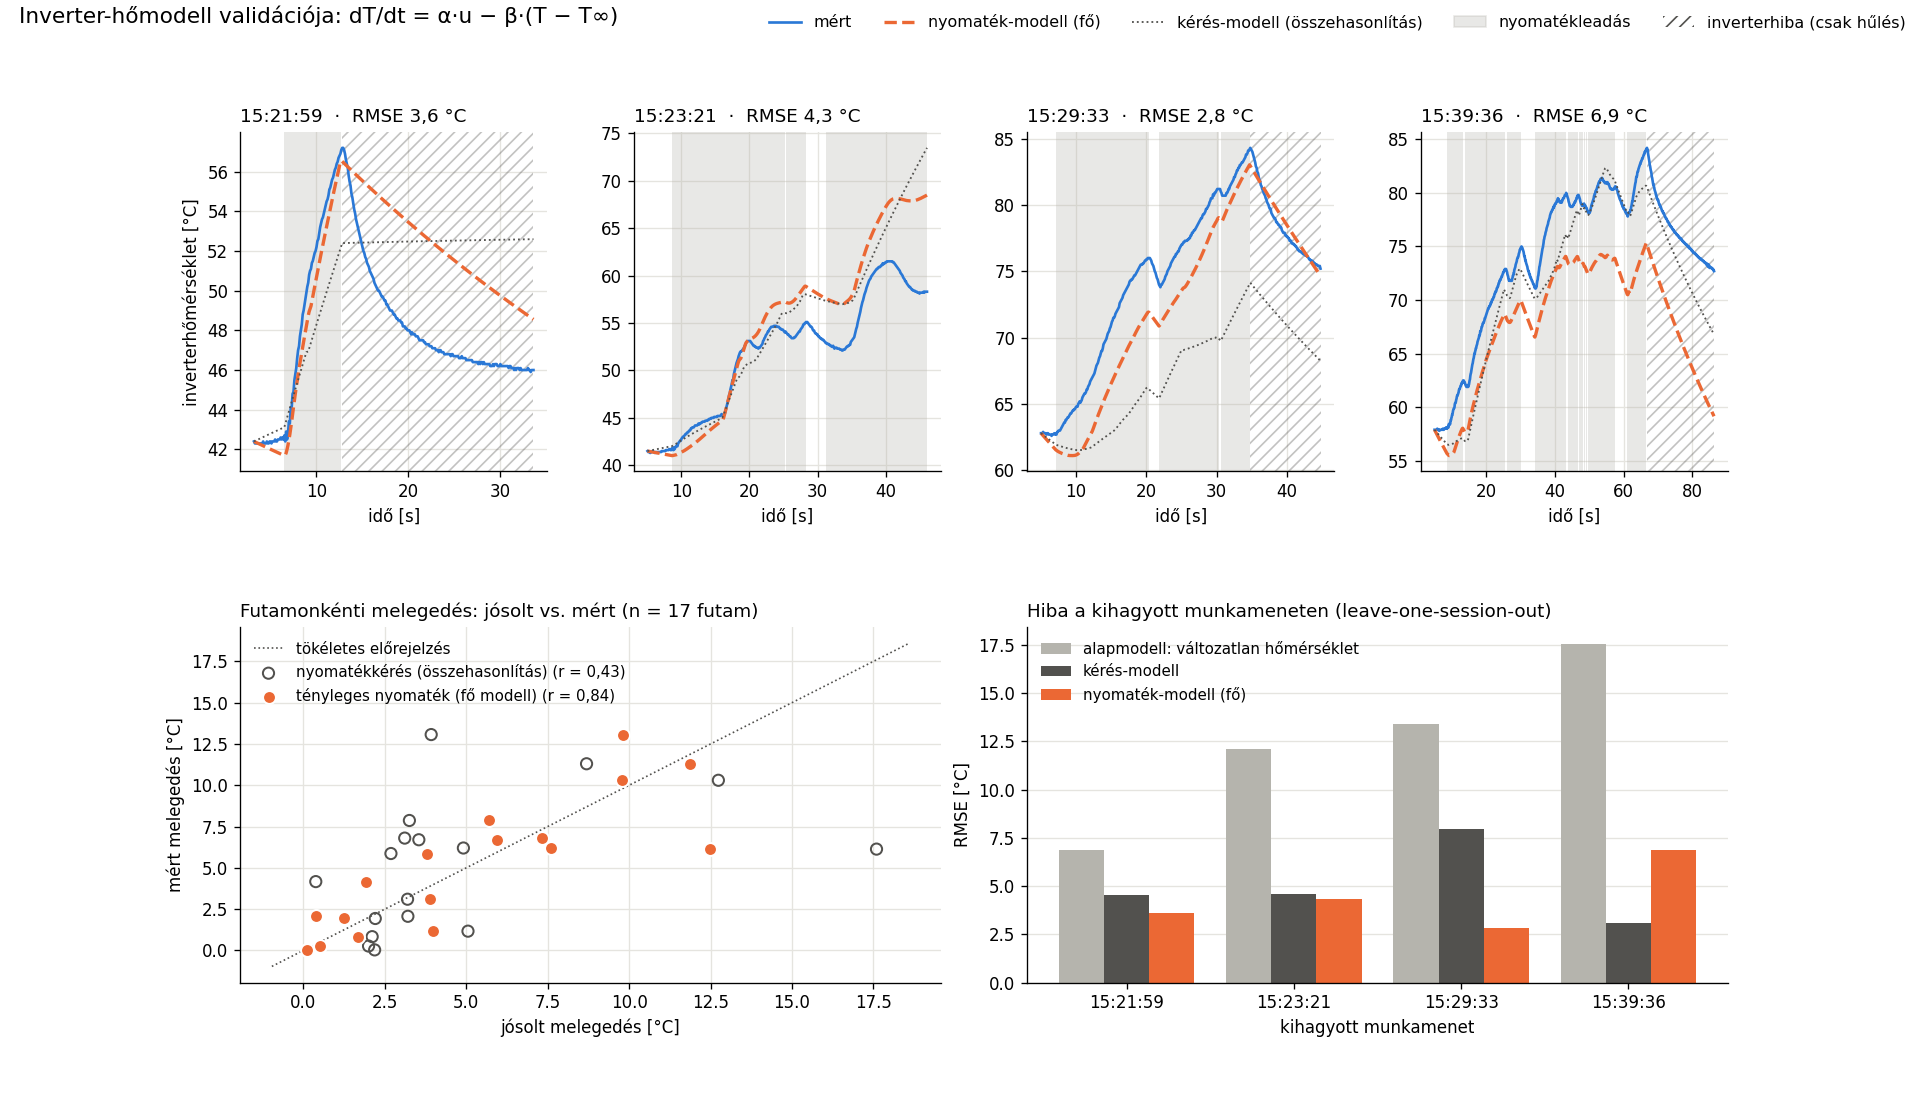 Inverter-hőmodell validációja: dT/dt = α·u − β·(T − T∞)
mért
nyomaték-modell (fő)
kérés-modell (összehasonlítás)
nyomatékleadás
inverterhiba (csak hűlés)
15:21:59 · RMSE 3,6 °C
15:23:21 · RMSE 4,3 °C
15:29:33 · RMSE 2,8 °C
15:39:36 · RMSE 6,9 °C
inverterhőmérséklet [°C]
56
54
52
50
48
46
44
42
10 20 30
idő [s]
75
70
65
60
55
50
45
40
10 20 30 40
idő [s]
85
80
75
70
65
60
10 20 30 40
idő [s]
85
80
75
70
65
60
55
20 40 60 80
idő [s]
Futamonkénti melegedés: jósolt vs. mért (n = 17 futam)
tökéletes előrejelzés
nyomatékkérés (összehasonlítás) (r = 0,43)
tényleges nyomaték (fő modell) (r = 0,84)
mért melegedés [°C]
17.5
15.0
12.5
10.0
7.5
5.0
2.5
0.0
0.0 2.5 5.0 7.5 10.0 12.5 15.0 17.5
jósolt melegedés [°C]
Hiba a kihagyott munkameneten (leave-one-session-out)
alapmodell: változatlan hőmérséklet
kérés-modell
nyomaték-modell (fő)
RMSE [°C]
17.5
15.0
12.5
10.0
7.5
5.0
2.5
0.0
15:21:59 15:23:21 15:29:33 15:39:36
kihagyott munkamenet